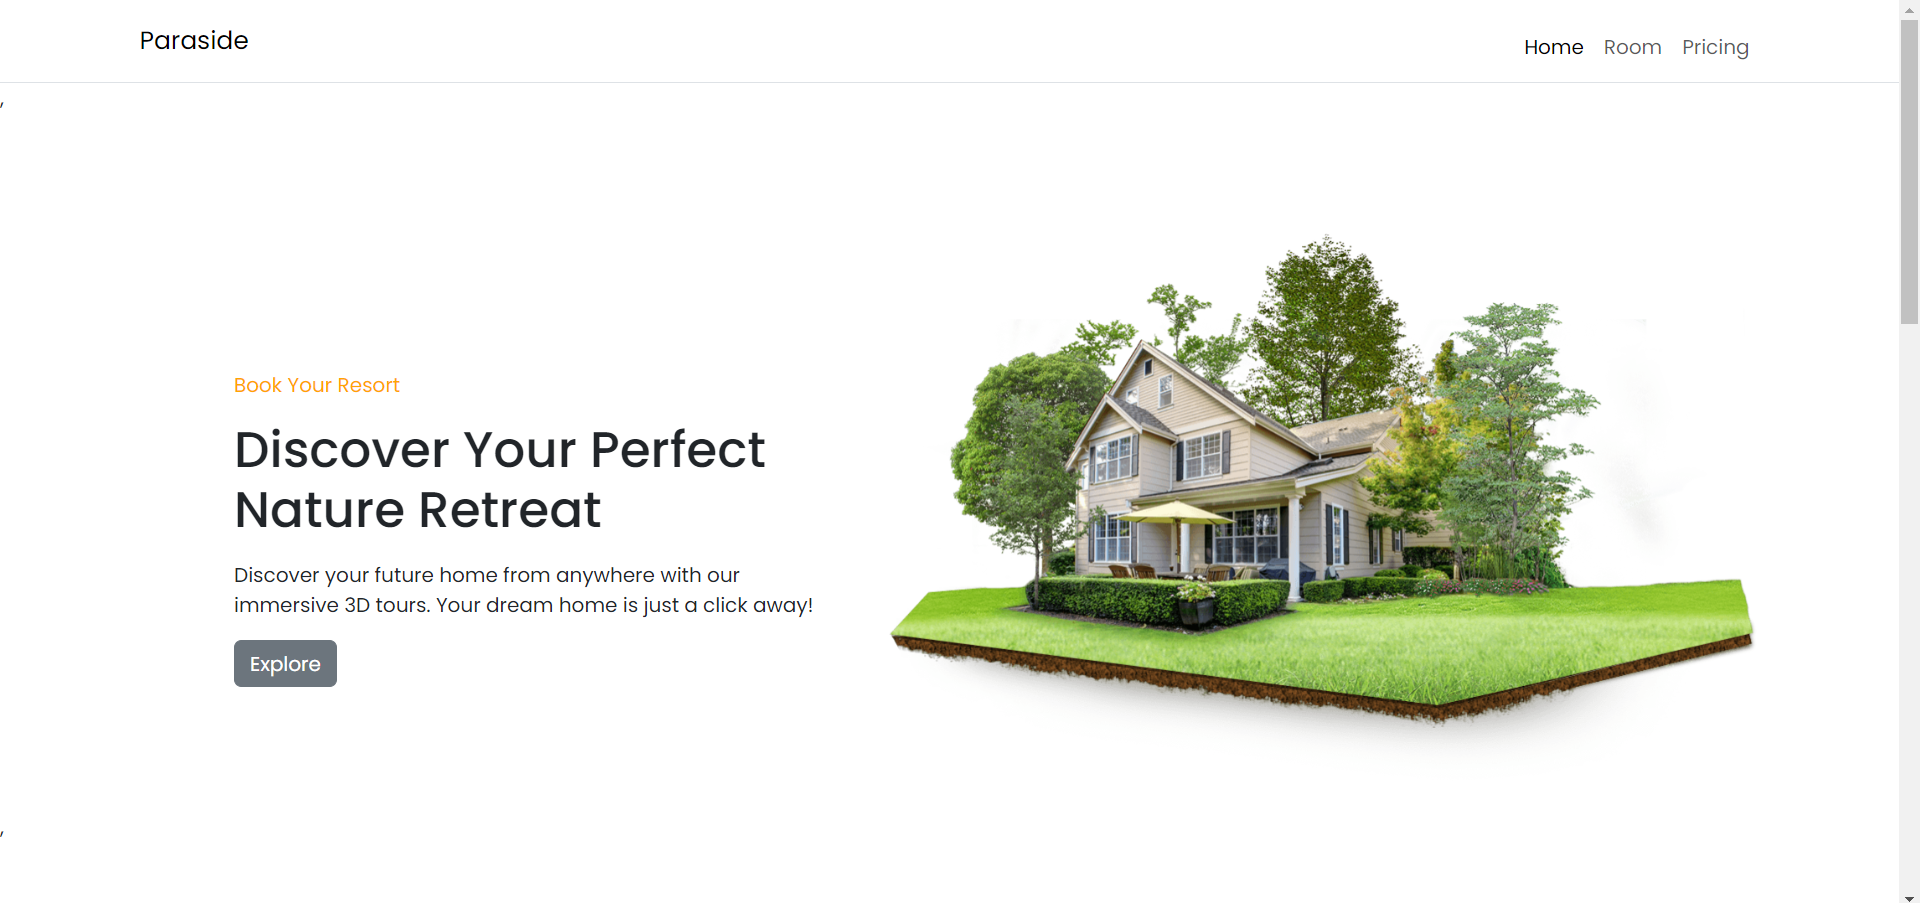 Paraside
Home Room Pricing
,
Book Your Resort
Discover Your Perfect
Nature Retreat
Discover your future home from anywhere with our
immersive 3D tours. Your dream home is just a click away!
Explore
,